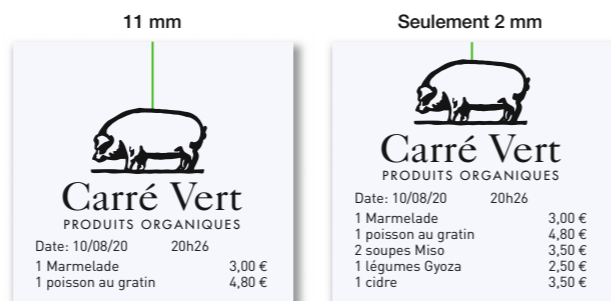 11 mm
Carré Vert
PRODUITS ORGANIQUES
Date: 10/08/20 20h26
1 Marmelade 3,00 €
1 poisson au gratin 4,80 €
Seulement 2 mm
Carré Vert
PRODUITS ORGANIQUES
Date: 10/08/20 20h26
1 Marmelade 3,00 €
1 poisson au gratin 4,80 €
2 soupes Miso 3,50 €
1 légumes Gyoza 2,50 €
1 cidre 3,50 €